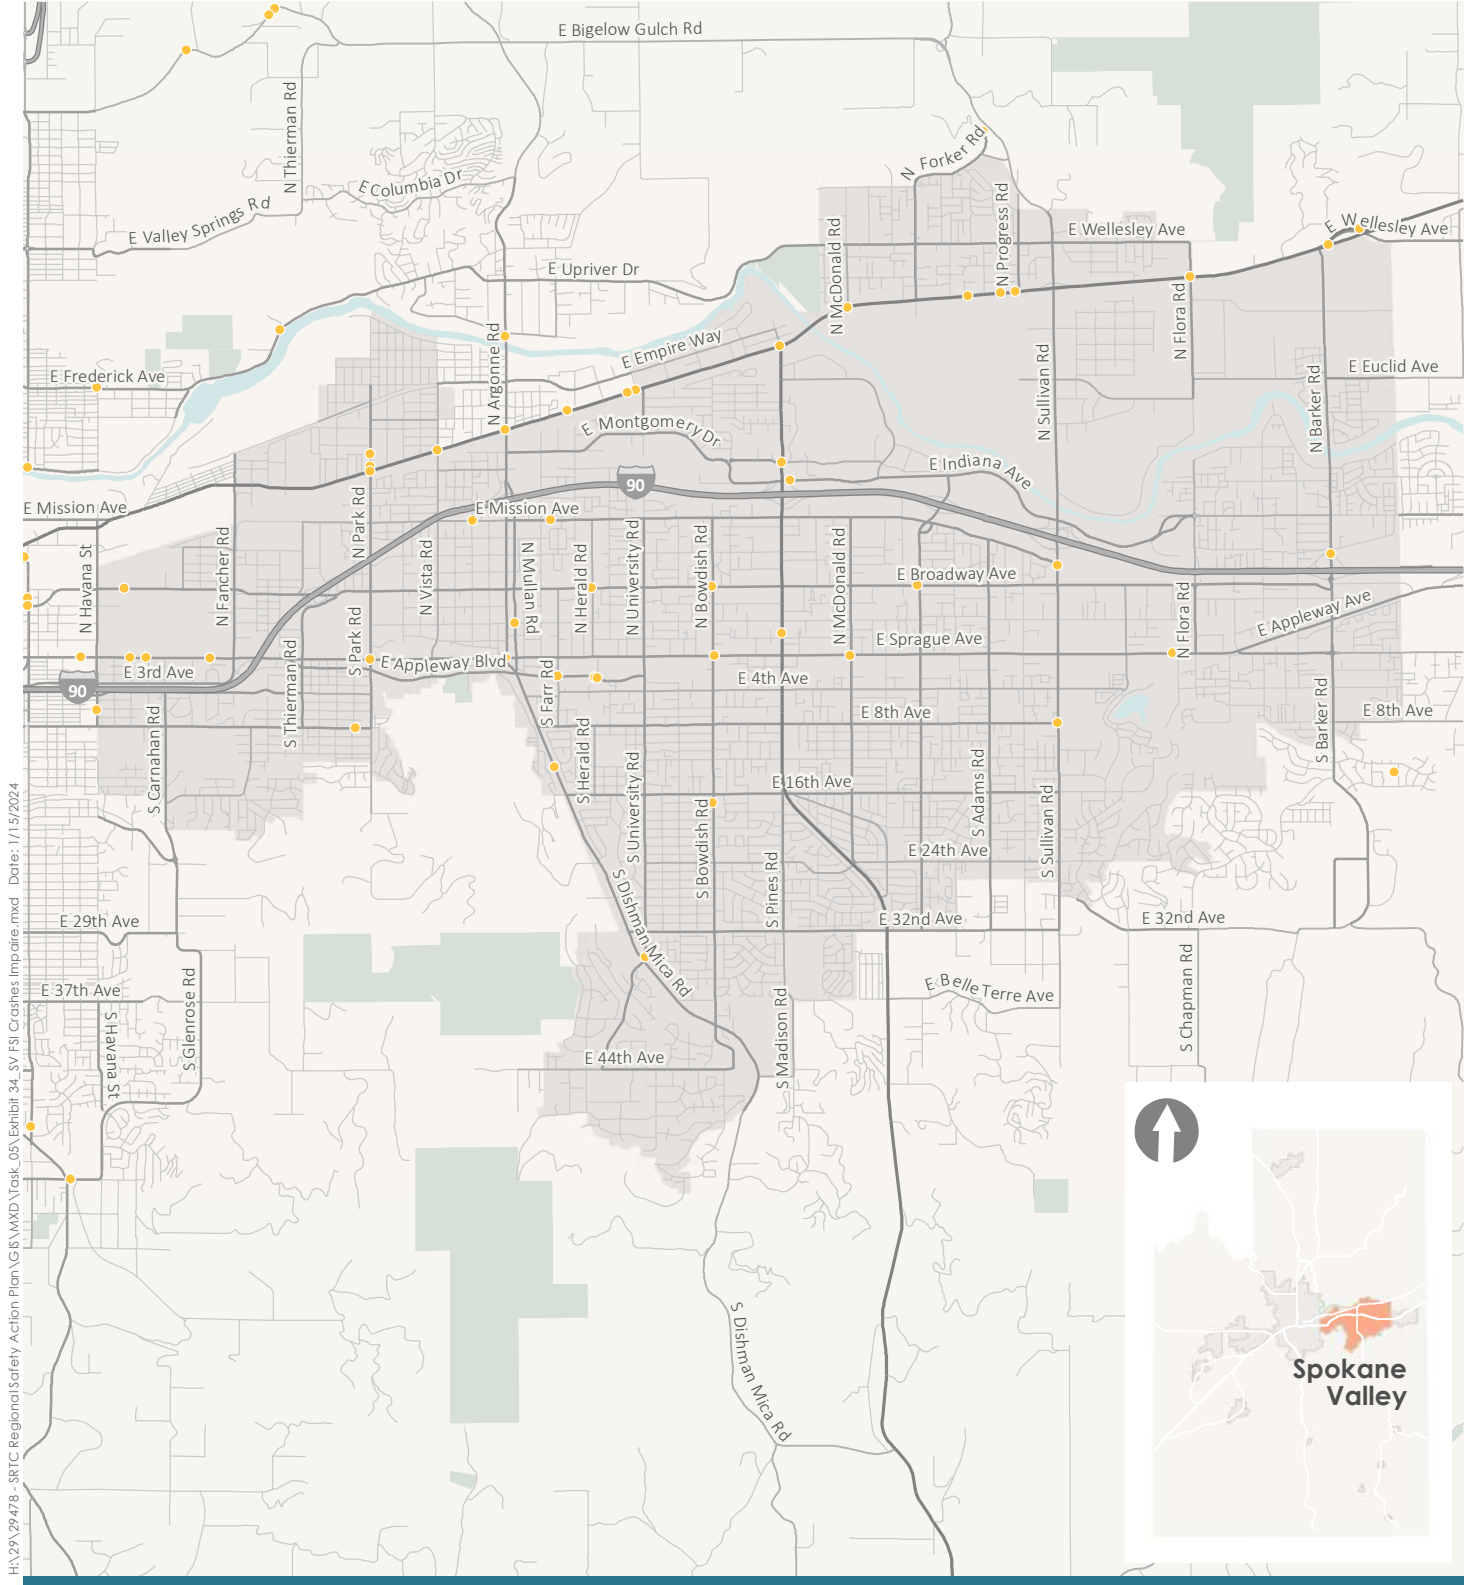 E Bigelow Gulch Rd
N Thierman Rd
E Columbia Dr
N Forker Rd
E Valley Springs Rd
N Progress Rd
N McDonald Rd
E Wellesley Ave
E Wellesley Ave
E Upriver Dr
N Flora Rd
E Empire Way
N Argonne Rd
N Sullivan Rd
E Frederick Ave
E Euclid Ave
N Barker Rd
E Montgomery Dr
E Indiana Ave
90
E Mission Ave
E Mission Ave
N Park Rd
N Havana St
N Fancher Rd
N Vista Rd
N Mullan Rd
N Herald Rd
N University Rd
N Bowdish Rd
N McDonald Rd
E Broadway Ave
N Flora Rd
E Appleway Ave
S Park Rd
E Sprague Ave
E Appleway Blvd
E 3rd Ave
90
S Thierman Rd
S Farr Rd
E 4th Ave
E 8th Ave
E 8th Ave
S Carnahan Rd
S Herald Rd
S University Rd
S Barker Rd
E 16th Ave
S Adams Rd
S Sullivan Rd
S Bowdish Rd
E 24th Ave
S Pines Rd
S Dishman Mica Rd
E 29th Ave
E 32nd Ave
E 32nd Ave
E 37th Ave
S Havana St
S Glenrose Rd
E Belle Terre Ave
S Chapman Rd
S Madison Rd
E 44th Ave
S Dishman Mica Rd
Spokane
Valley
H:\29\29478 - SRTC Regional Safety Action Plan\GIS\MXD\Task_05\Exhibit 34_SV FSI Crashes Impaire.mxd Date: 1/15/2024